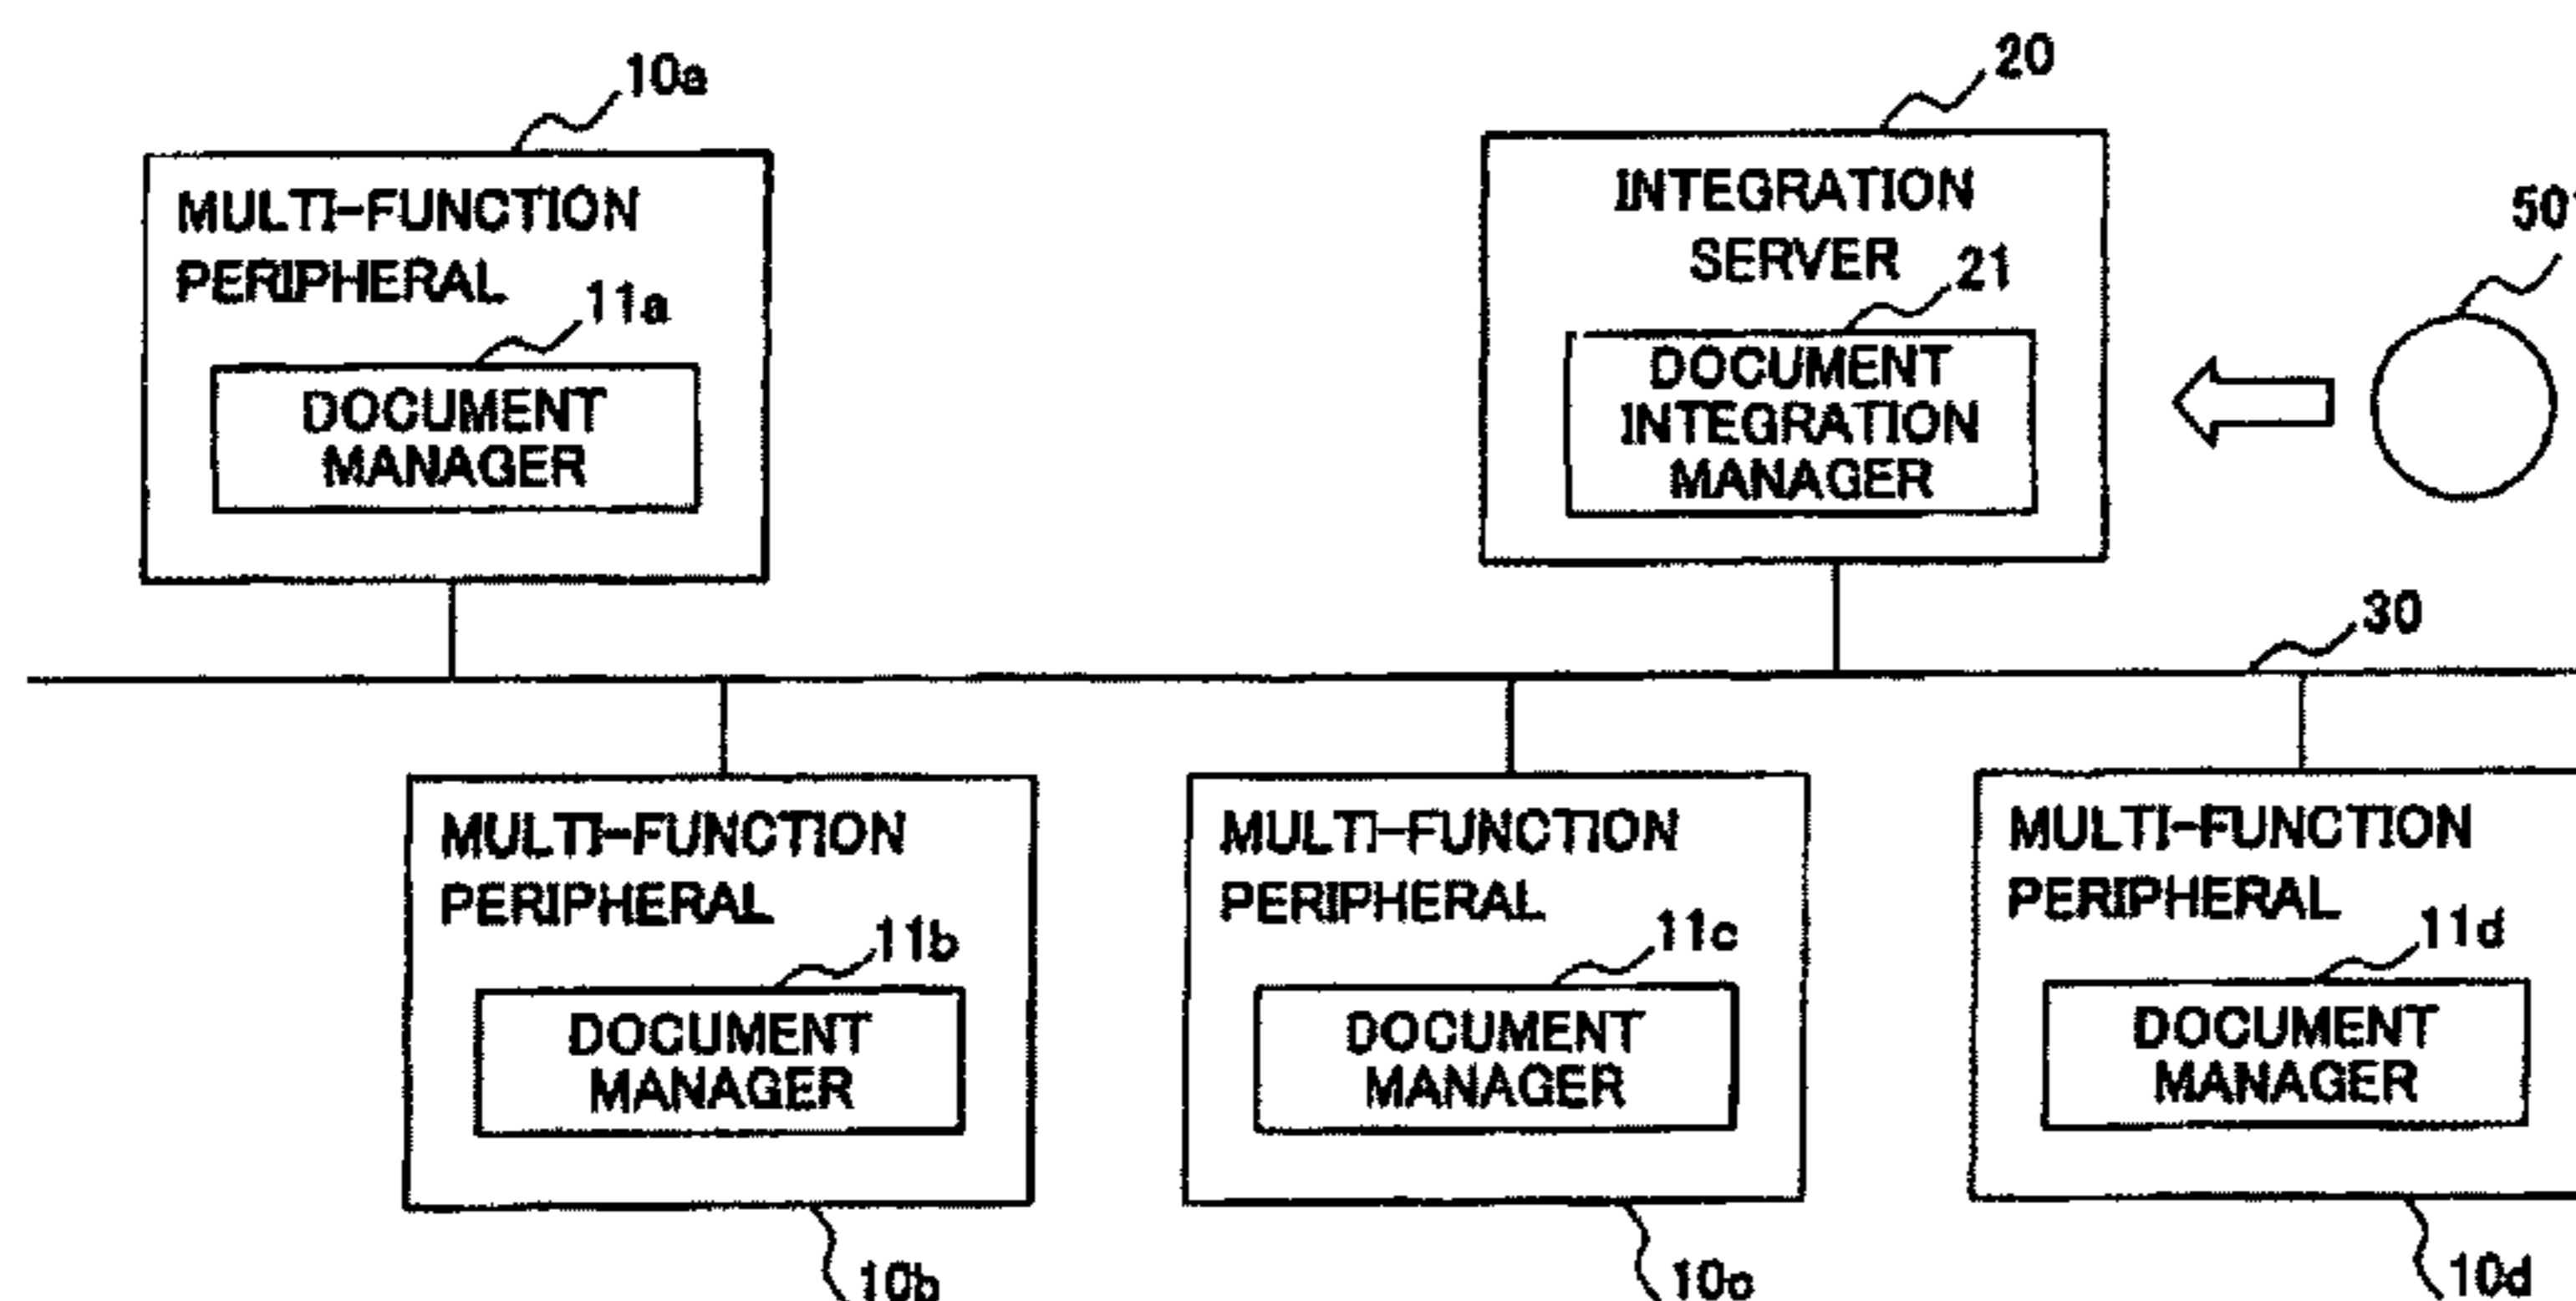 10a
20
MULTI-FUNCTION
PERIPHERAL
11a
DOCUMENT
MANAGER
INTEGRATION
SERVER
21
DOCUMENT
INTEGRATION
MANAGER
30
MULTI-FUNCTION
PERIPHERAL
11b
DOCUMENT
MANAGER
10b
MULTI-FUNCTION
PERIPHERAL
11c
DOCUMENT
MANAGER
10c
MULTI-FUNCTION
PERIPHERAL
11d
DOCUMENT
MANAGER
10d